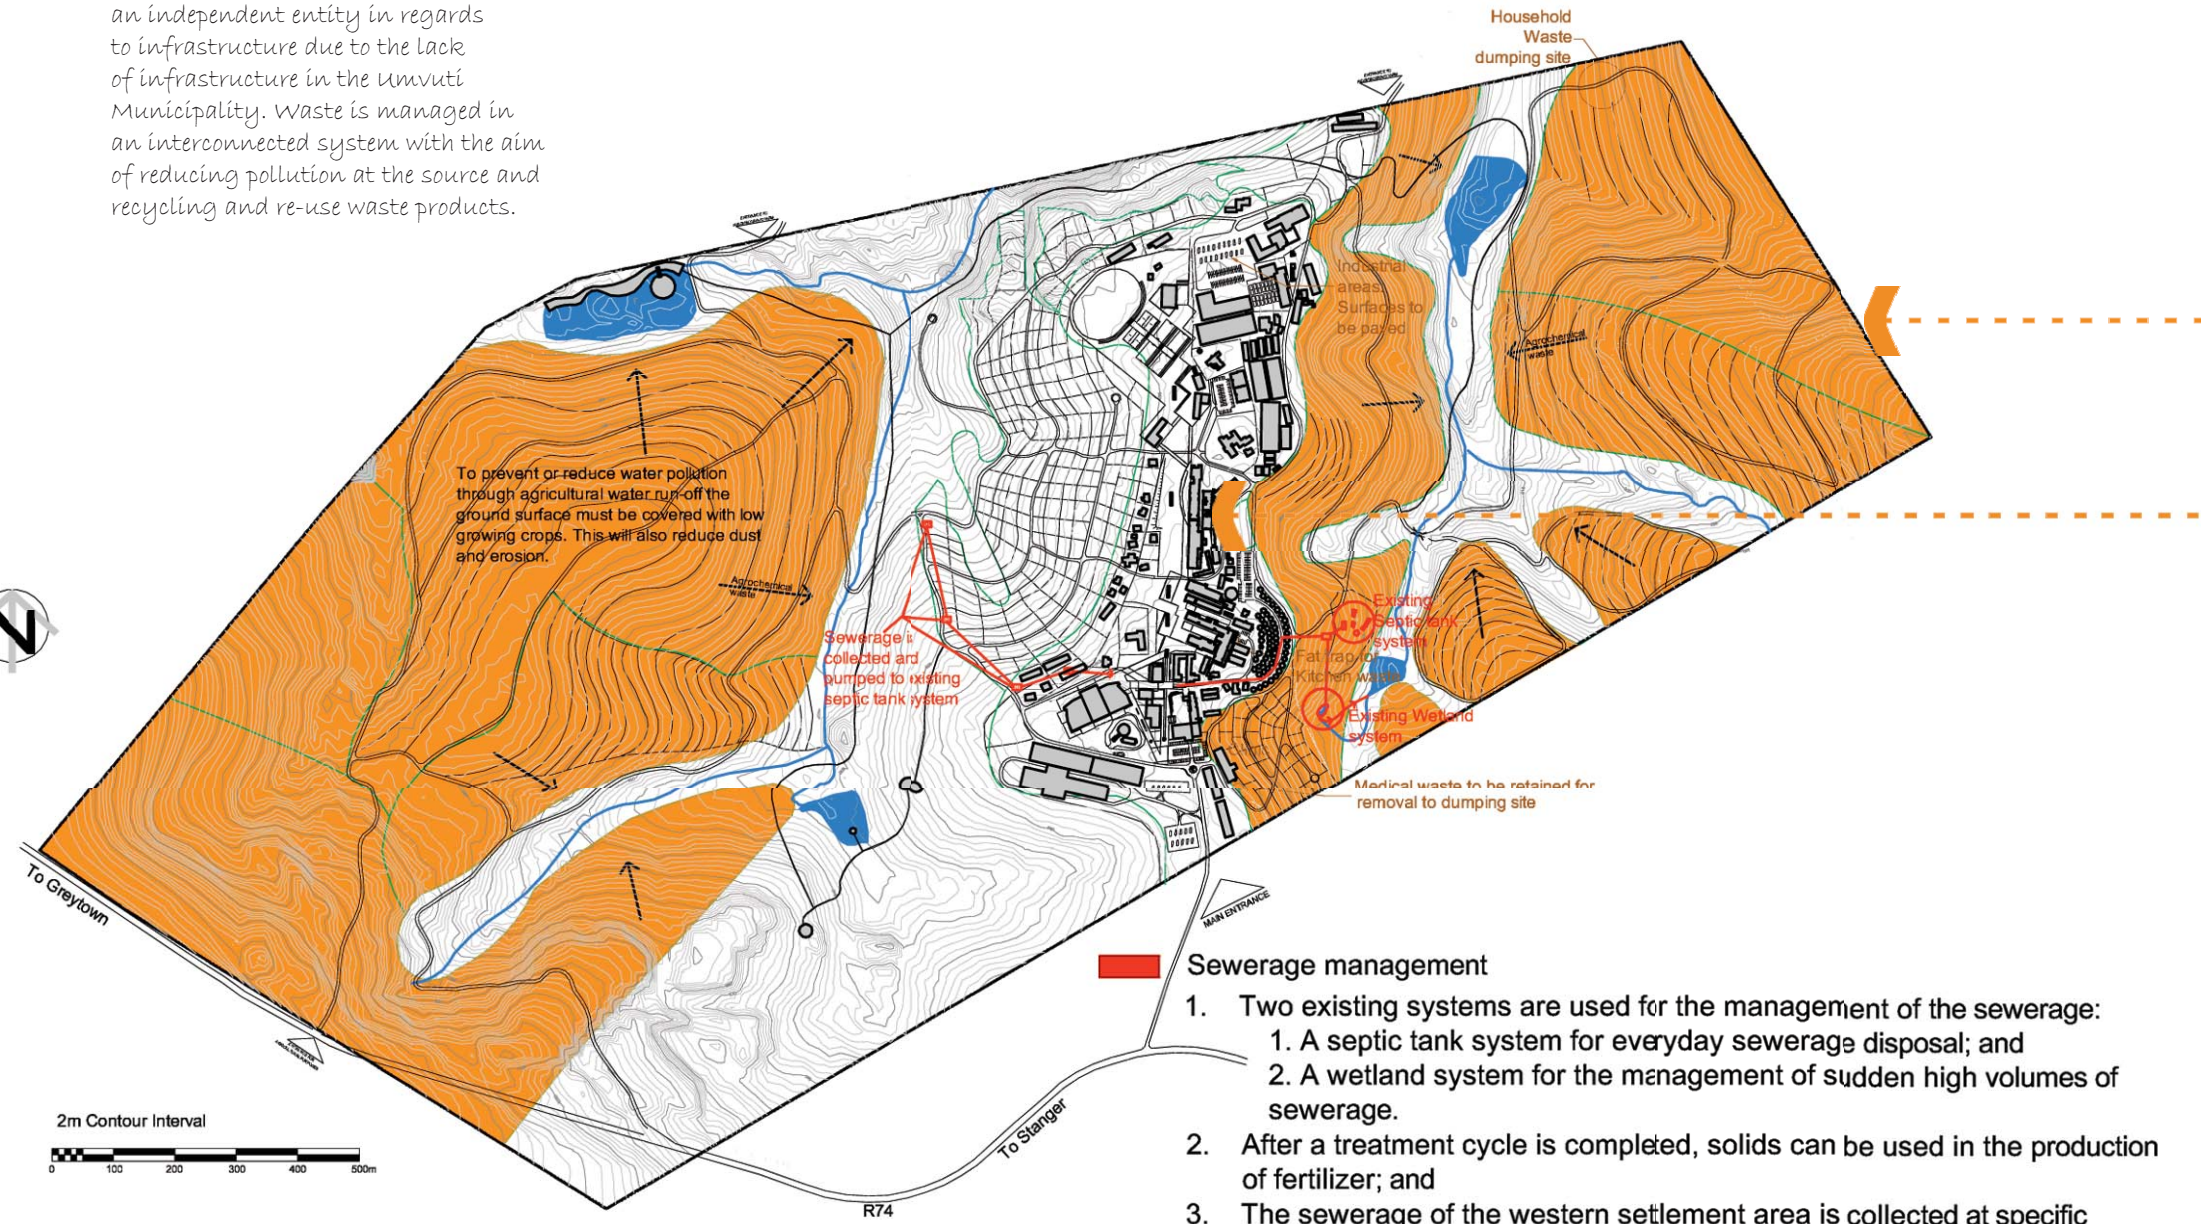 an independent entity in regards
to infrastructure due to the lack
of infrastructure in the Umvuti
Municipality. Waste is managed in
an interconnected system with the aim
of reducing pollution at the source and
recycling and re-use waste products.
Household
Waste
dumping site
Industrial
areas.
Surfaces to
be paved
Agrochemical
waste
To prevent or reduce water pollution
through agricultural water run-off the
ground surface must be covered with low
growing crops. This will also reduce dust
and erosion.
Agrochemical
waste
N
Sewerage is
collected and
pumped to existing
septic tank system
Existing
Septic tank
system
Fat trap for
Kitchen waste
Existing Wetland
system
Medical waste to be retained for
removal to dumping site
To Greytown
MAIN ENTRANCE
To Stanger
R74
2m Contour Interval
0 100 200 300 400 500m
Sewerage management
1. Two existing systems are used for the management of the sewerage:
1. A septic tank system for everyday sewerage disposal; and
2. A wetland system for the management of sudden high volumes of
sewerage.
2. After a treatment cycle is completed, solids can be used in the production
of fertilizer; and
3. The sewerage of the western settlement area is collected at specific